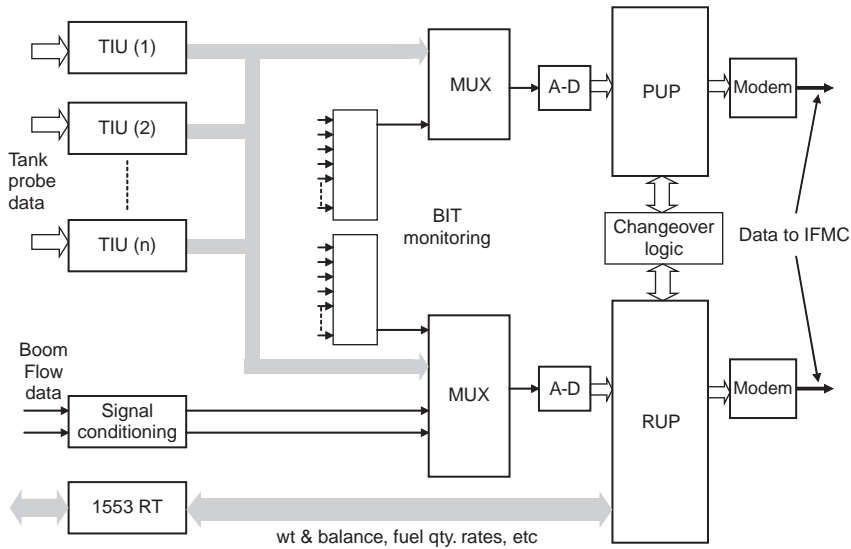 TIU (1)
TIU (2)
Tank
probe
data
TIU (n)
MUX
A-D
PUP
Modem
BIT
monitoring
Changeover
logic
Data to IFMC
Boom
Flow
data
Signal
conditioning
MUX
A-D
RUP
Modem
1553 RT
wt & balance, fuel qty. rates, etc